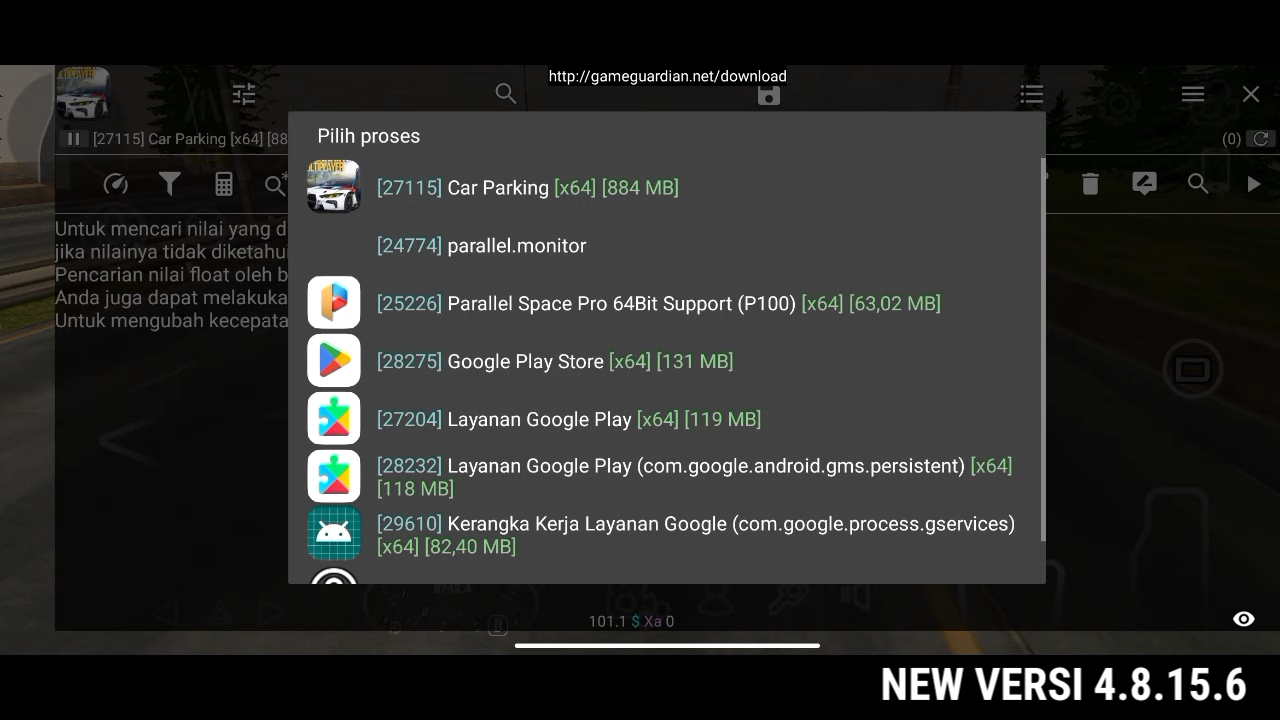 http://gameguardian.net/download
[27115] Car Parking [x64] [88
(0)
Pilih proses
[27115] Car Parking [x64] [884 MB]
[24774] parallel.monitor
[25226] Parallel Space Pro 64Bit Support (P100) [x64] [63,02 MB]
[28275] Google Play Store [x64] [131 MB]
[27204] Layanan Google Play [x64] [119 MB]
[28232] Layanan Google Play (com.google.android.gms.persistent) [x64]
[118 MB]
[29610] Kerangka Kerja Layanan Google (com.google.process.gservices)
[x64] [82,40 MB]
Untuk mencari nilai yang d
jika nilainya tidak diketahui
Pencarian nilai float oleh b
Anda juga dapat melakuka
Untuk mengubah kecepata
101.1 $ Xa 0
NEW VERSI 4.8.15.6